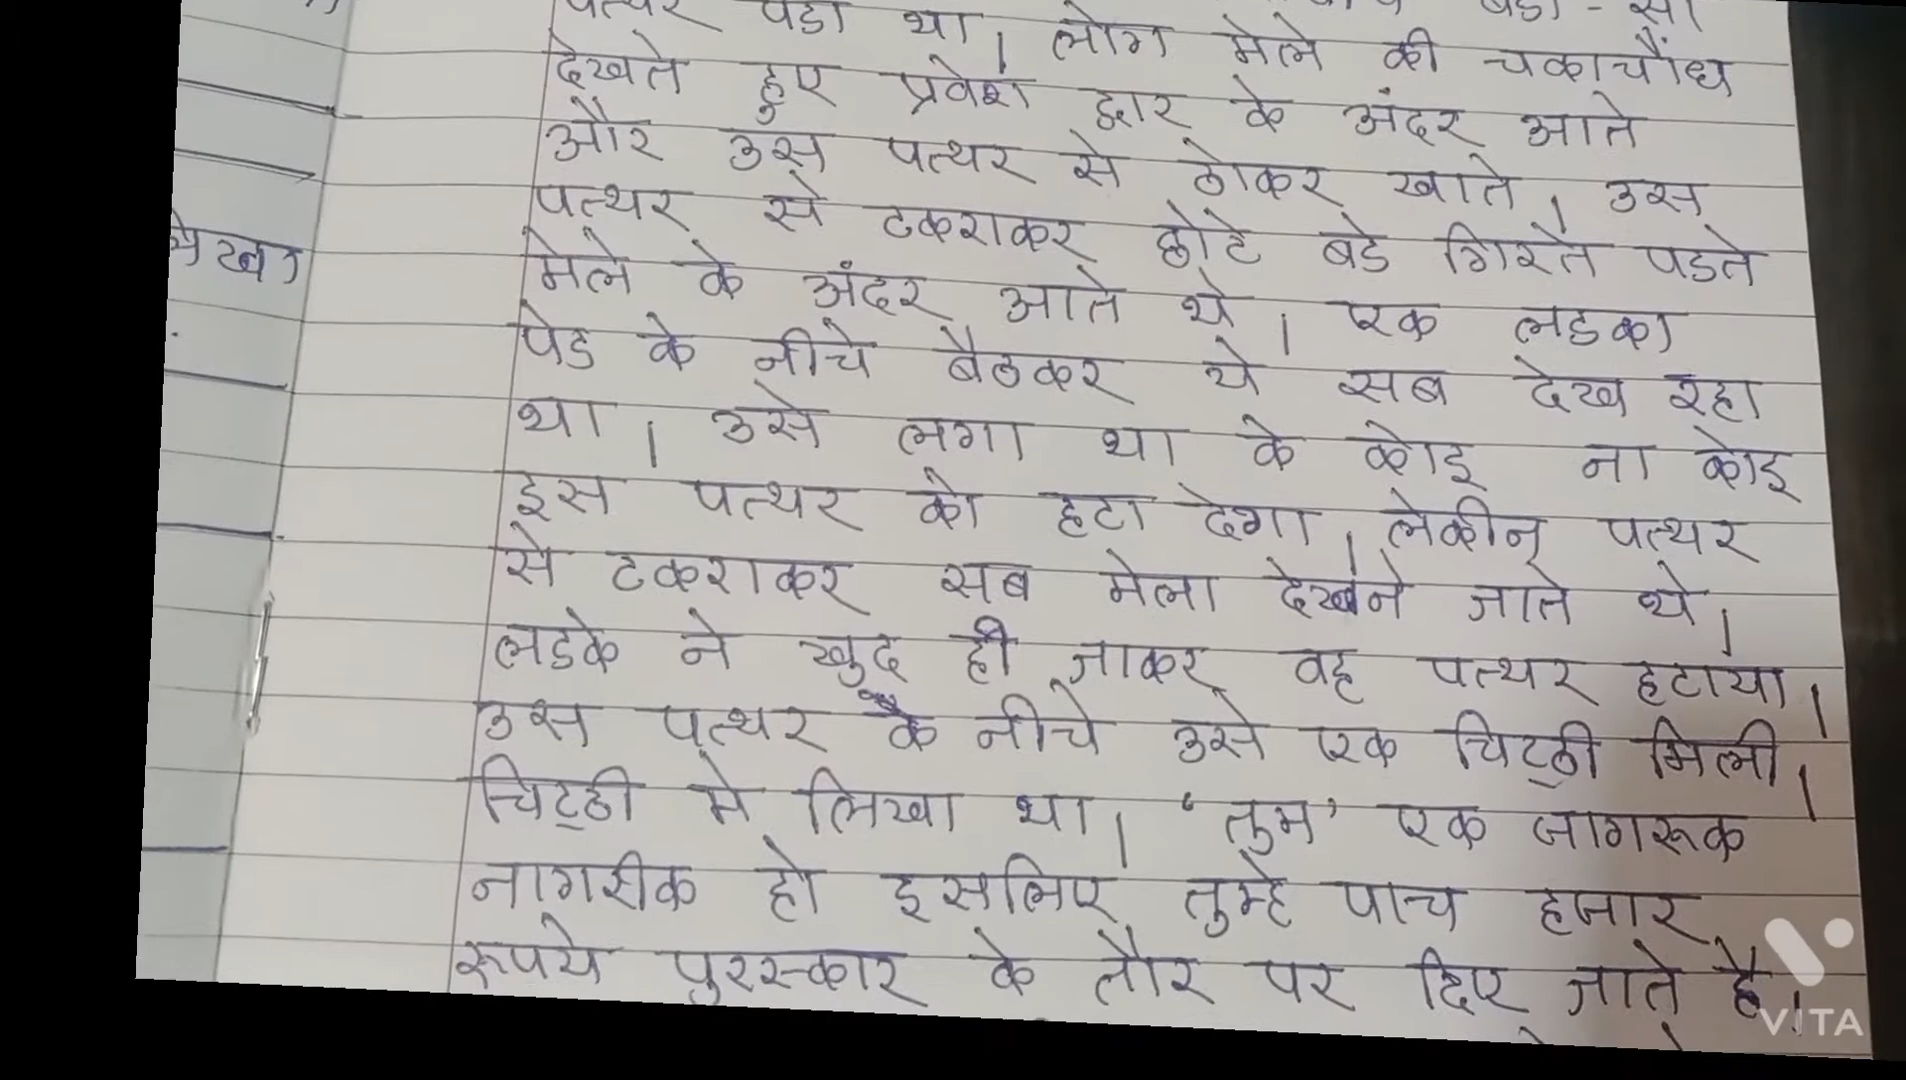 बडा - सा
पत्थर पडा था। लोग मेले की चकाचौंध
देखते हुए प्रवेश द्वार के अंदर आते
और उस पत्थर से ठोकर खाते। उस
पत्थर से टकराकर छोटे बडे गिरते पडते
मेले के अंदर आते थे। एक लडका
पेड के नीचे बैठकर ये सब देख रहा
था। उसे लगा था के कोइ ना कोइ
इस पत्थर को हटा देगा। लेकीन पत्थर
से टकराकर सब मेला देखने जाते थे।
लडके ने खुद ही जाकर वह पत्थर हटाया।
उस पत्थर के नीचे उसे एक चिट्ठी मिली।
चिट्ठी मे लिखा था। 'तुम' एक जागरूक
नागरीक हो इसलिए तुम्हे पाच हजार
रूपये पुरस्कार के तौर पर दिए जाते है।
VITA